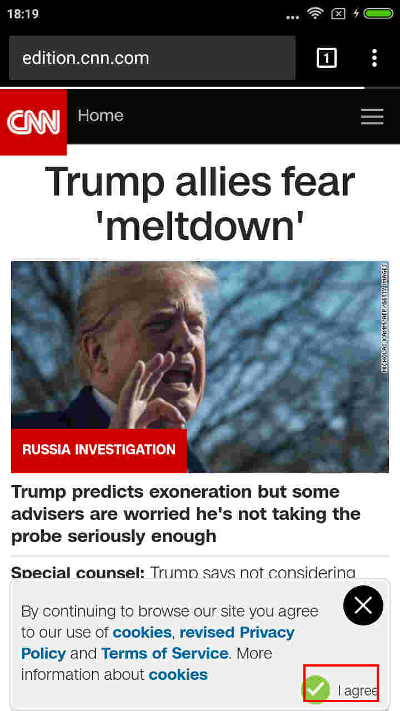 18:19
edition.cnn.com
1
CNN
Home
Trump allies fear
'meltdown'
NICHOLAS KAMM/AFP/GETTY IMAGES
RUSSIA INVESTIGATION
Trump predicts exoneration but some
advisers are worried he's not taking the
probe seriously enough
Special counsel: Trump says not considering
By continuing to browse our site you agree
to our use of cookies, revised Privacy
Policy and Terms of Service. More
information about cookies
I agree